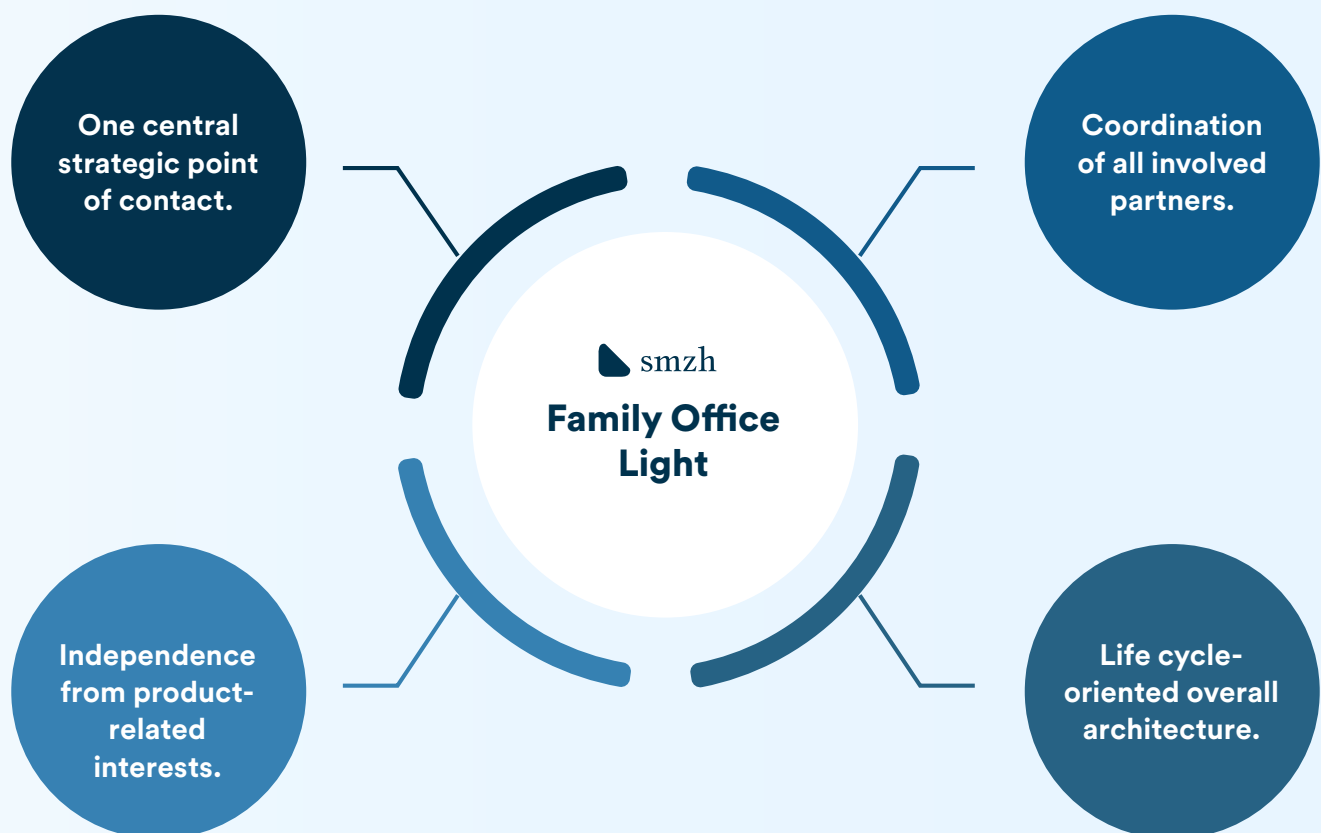 One central
strategic point
of contact.
Coordination
of all involved
partners.
smzh
Family Office
Light
Independence
from product-
related
interests.
Life cycle-
oriented overall
architecture.